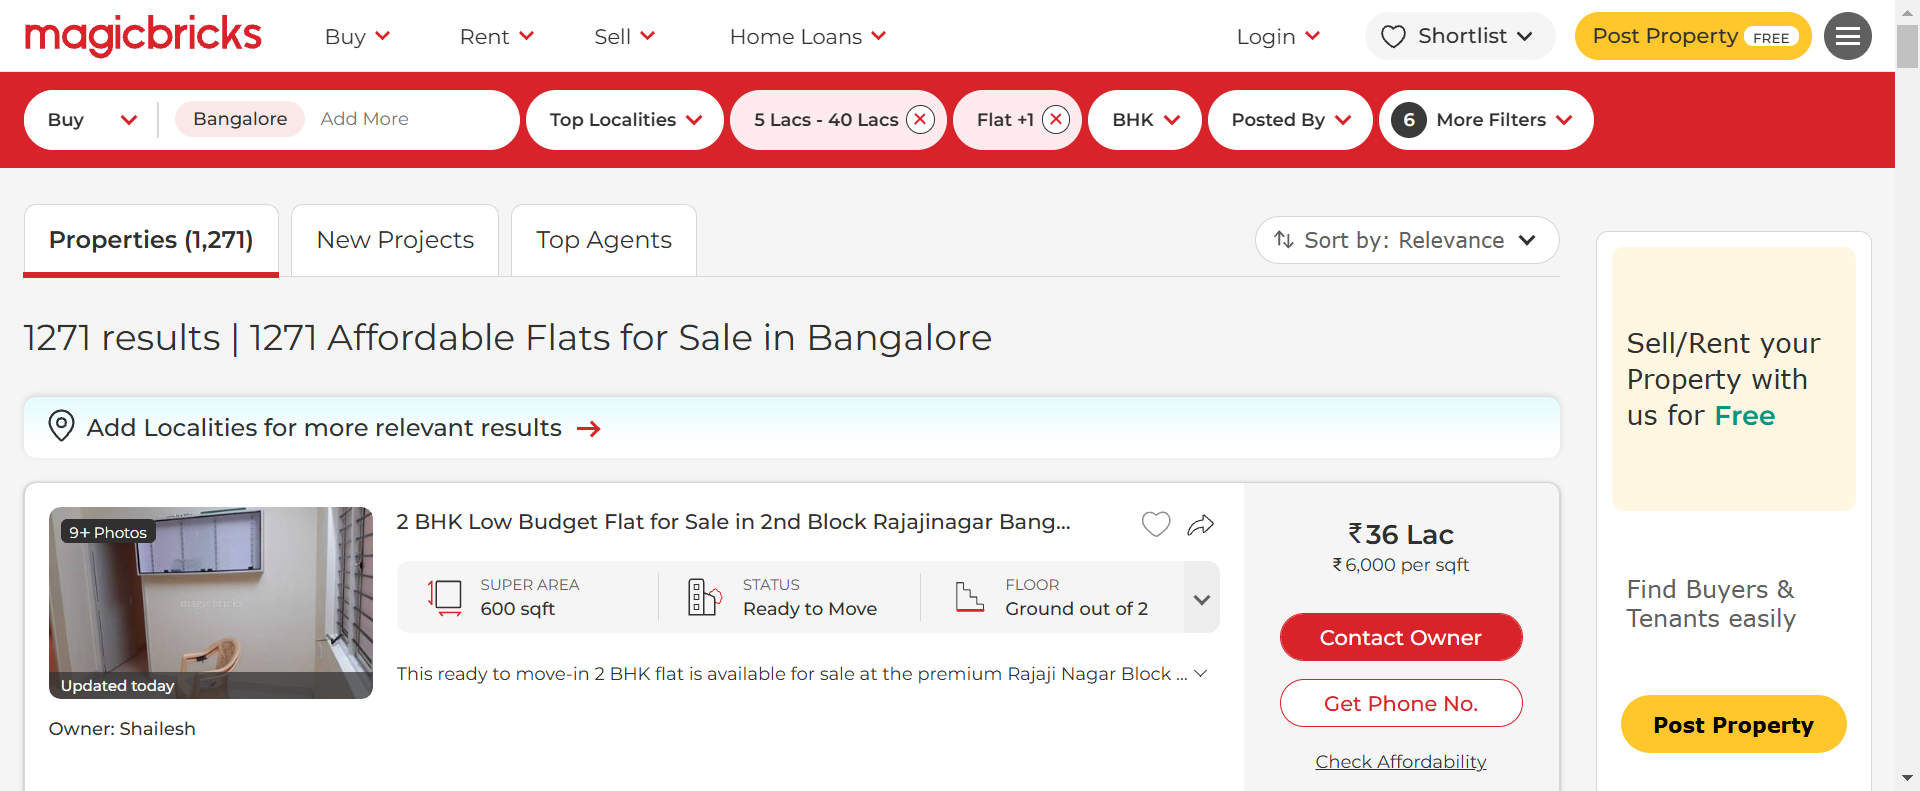 magicbricks
Buy
Rent
Sell
Home Loans
Login
Shortlist
Post Property FREE
Buy
Bangalore
Add More
Top Localities
5 Lacs - 40 Lacs
Flat +1
BHK
Posted By
6 More Filters
Properties (1,271)
New Projects
Top Agents
Sort by: Relevance
1271 results | 1271 Affordable Flats for Sale in Bangalore
Add Localities for more relevant results
9+ Photos
magicbricks
Updated today
Owner: Shailesh
2 BHK Low Budget Flat for Sale in 2nd Block Rajajinagar Bang...
SUPER AREA
600 sqft
STATUS
Ready to Move
FLOOR
Ground out of 2
This ready to move-in 2 BHK flat is available for sale at the premium Rajaji Nagar Block ...
₹36 Lac
₹6,000 per sqft
Contact Owner
Get Phone No.
Check Affordability
Sell/Rent your
Property with
us for Free
Find Buyers &
Tenants easily
Post Property